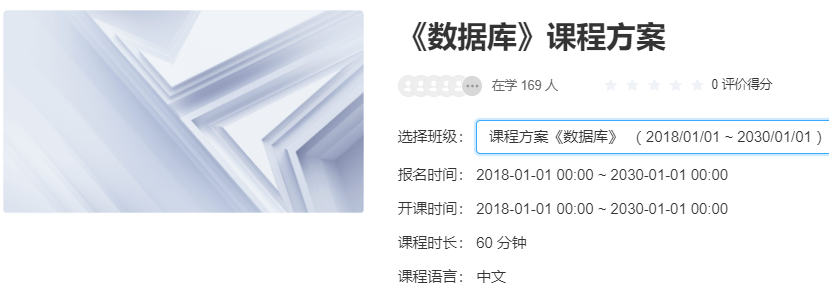 《数据库》课程方案
在学 169 人 0 评价得分
选择班级： 课程方案《数据库》 （ 2018/01/01 ~ 2030/01/01 ）
报名时间： 2018-01-01 00:00 ~ 2030-01-01 00:00
开课时间： 2018-01-01 00:00 ~ 2030-01-01 00:00
课程时长： 60 分钟
课程语言： 中文